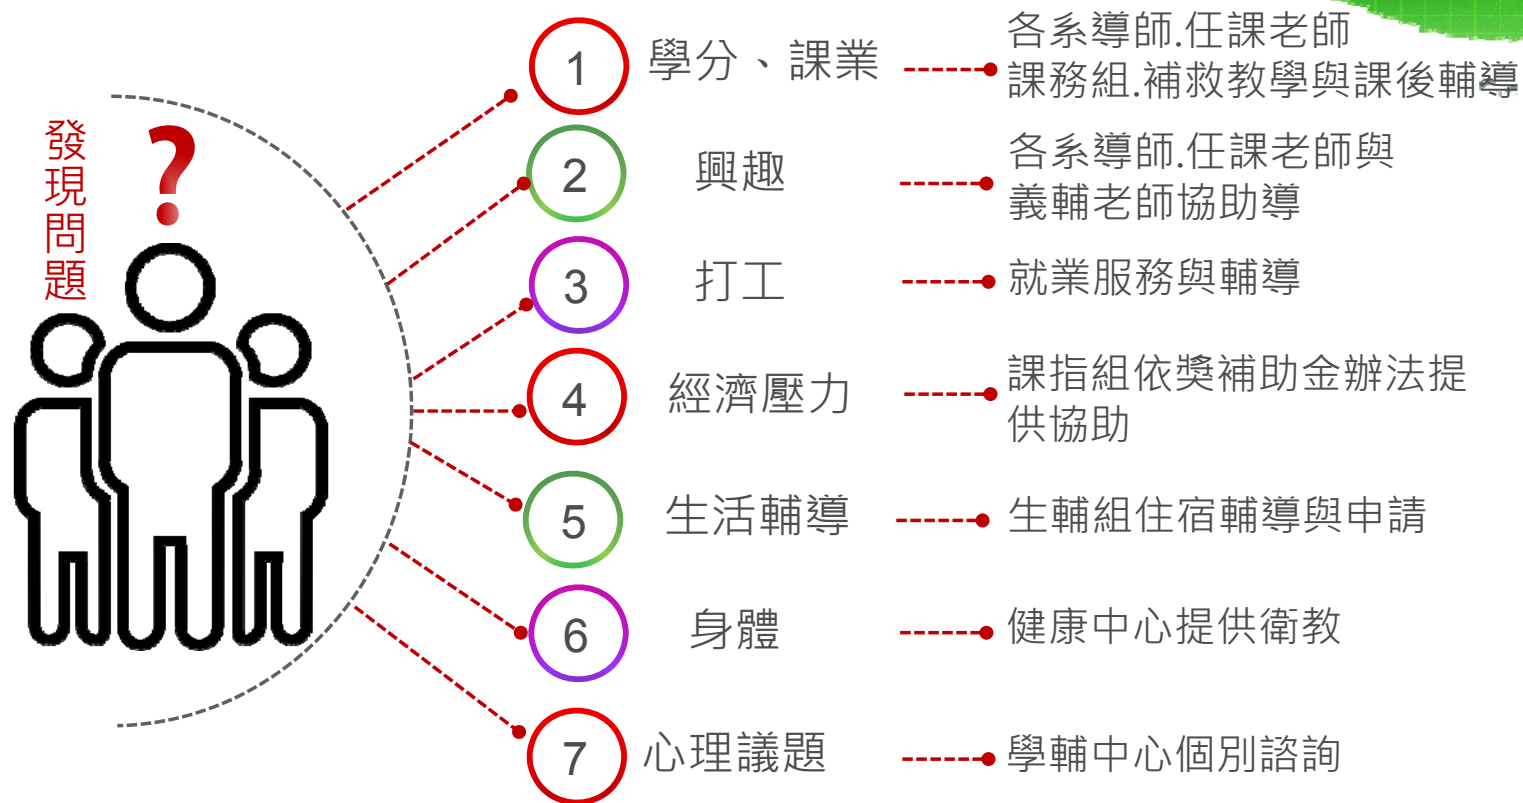 發現問題
?
1
學分、課業
各系導師.任課老師
課務組.補救教學與課後輔導
2
興趣
各系導師.任課老師與
義輔老師協助導
3
打工
就業服務與輔導
4
經濟壓力
課指組依獎補助金辦法提
供協助
5
生活輔導
生輔組住宿輔導與申請
6
身體
健康中心提供衛教
7
心理議題
學輔中心個別諮詢